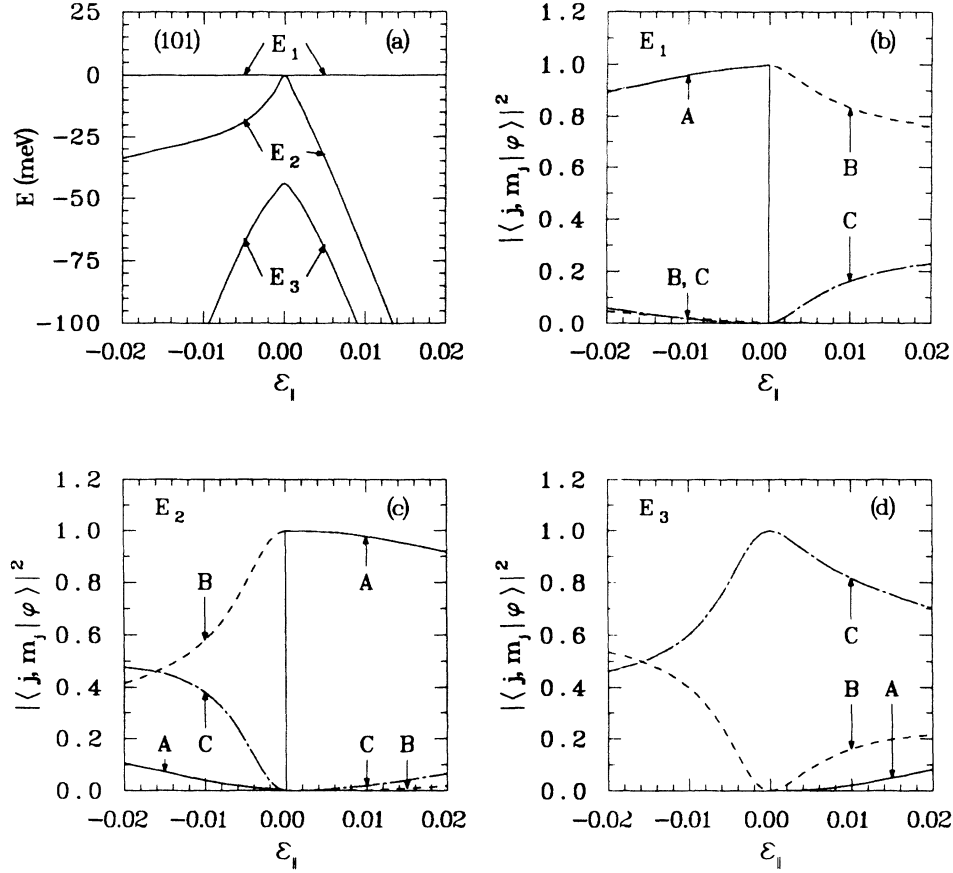 (101) E₁ (a)
25
0
−25
−50
−75
−100
E (meV)
E₂
E₃
−0.02 −0.01 0.00 0.01 0.02
ε∥
E₁ (b)
1.2
1.0
0.8
0.6
0.4
0.2
0.0
|⟨j, mⱼ|φ⟩|²
A
B
C
B, C
−0.02 −0.01 0.00 0.01 0.02
ε∥
E₂ (c)
1.2
1.0
0.8
0.6
0.4
0.2
0.0
|⟨j, mⱼ|φ⟩|²
B
A
A C C B
−0.02 −0.01 0.00 0.01 0.02
ε∥
E₃ (d)
1.2
1.0
0.8
0.6
0.4
0.2
0.0
|⟨j, mⱼ|φ⟩|²
C
B A
−0.02 −0.01 0.00 0.01 0.02
ε∥